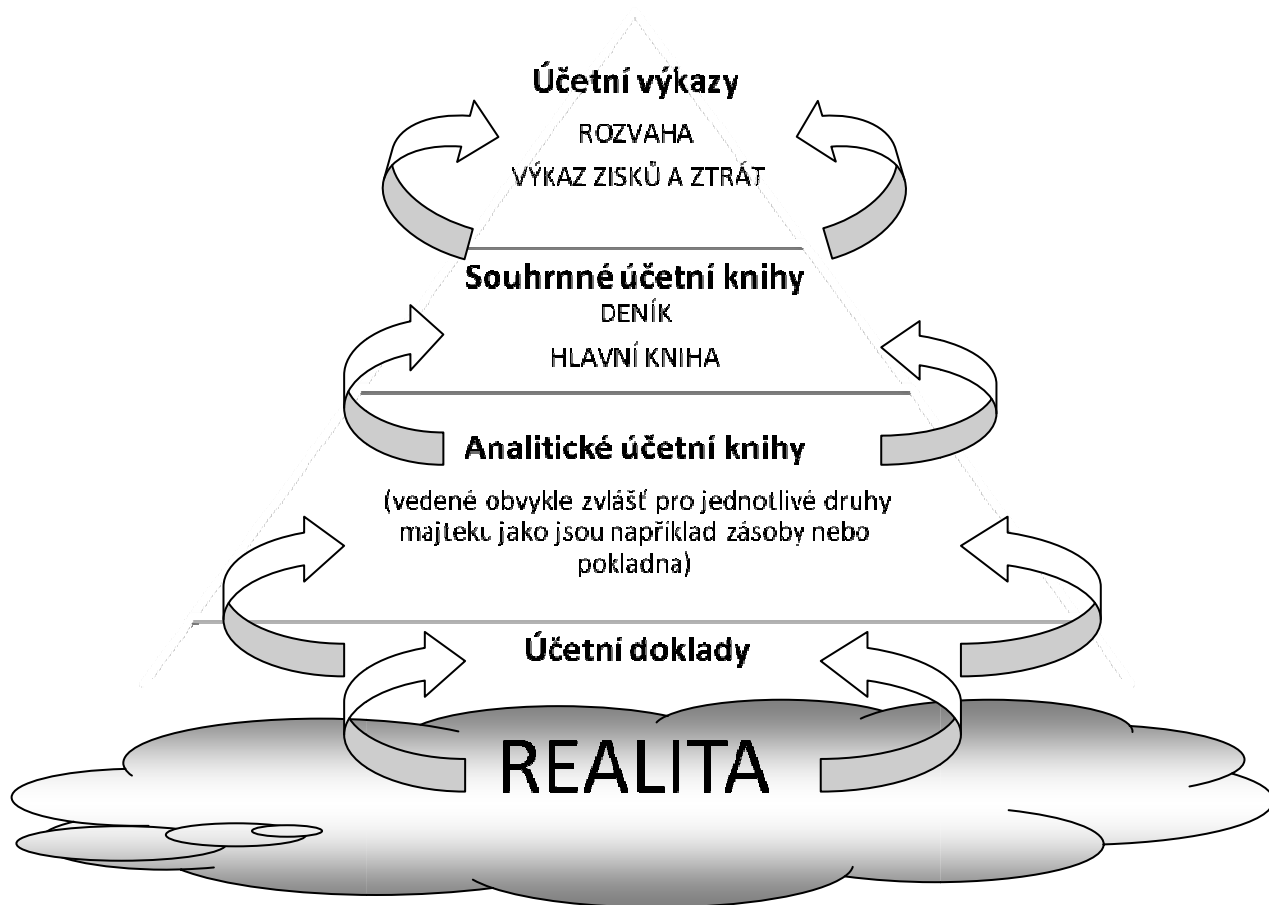 Účetní výkazy
ROZVAHA
VÝKAZ ZISKŮ A ZTRÁT
Souhrnné účetní knihy
DENÍK
HLAVNÍ KNIHA
Analitické účetní knihy
(vedené obvykle zvlášť pro jednotlivé druhy
majteku jako jsou například zásoby nebo
pokladna)
Účetní doklady
REALITA